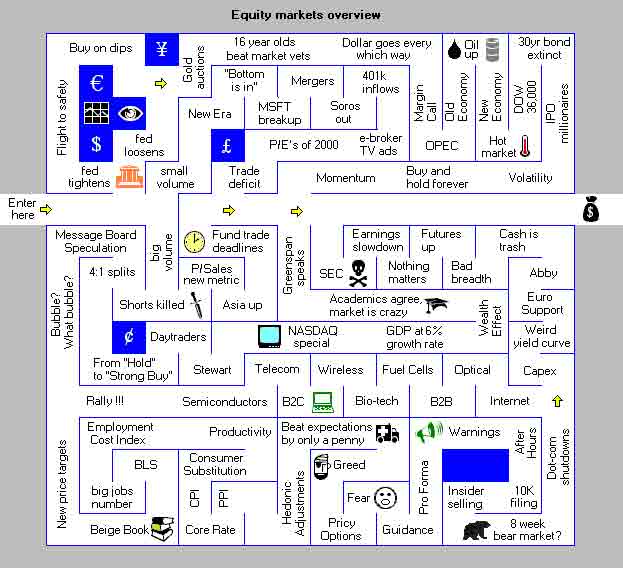 Equity markets overview
Buy on dips
¥
Gold
auctions
16 year olds
beat market vets
Dollar goes every
which way
Oil
up
30yr bond
extinct
Flight to safety
€
"Bottom
is in"
Mergers
401k
inflows
Margin
Call
Old
Economy
New
Economy
DOW
36,000
IPO
millionaires
New Era
MSFT
breakup
Soros
out
$
fed
loosens
£
P/E's of 2000
e-broker
TV ads
OPEC
Hot
market
fed
tightens
small
volume
Trade
deficit
Momentum
Buy and
hold forever
Volatility
Enter
here
$
Message Board
Speculation
big
volume
Fund trade
deadlines
Greenspan
speaks
Earnings
slowdown
Futures
up
Cash is
trash
Bubble?
What bubble?
4:1 splits
P/Sales
new metric
SEC
Nothing
matters
Bad
breadth
Abby
Shorts killed
Asia up
Academics agree,
market is crazy
Wealth
Effect
Euro
Support
¢
Daytraders
NASDAQ
special
GDP at 6%
growth rate
Weird
yield curve
From "Hold"
to "Strong Buy"
Stewart
Telecom
Wireless
Fuel Cells
Optical
Capex
Rally !!!
Semiconductors
B2C
Bio-tech
B2B
Internet
New price targets
Employment
Cost Index
Productivity
Beat expectations
by only a penny
Warnings
After
Hours
Dot-com
shutdowns
BLS
Consumer
Substitution
Greed
Pro Forma
big jobs
number
CPI
PPI
Hedonic
Adjustments
Fear
Insider
selling
10K
filing
Beige Book
Core Rate
Pricy
Options
Guidance
8 week
bear market?